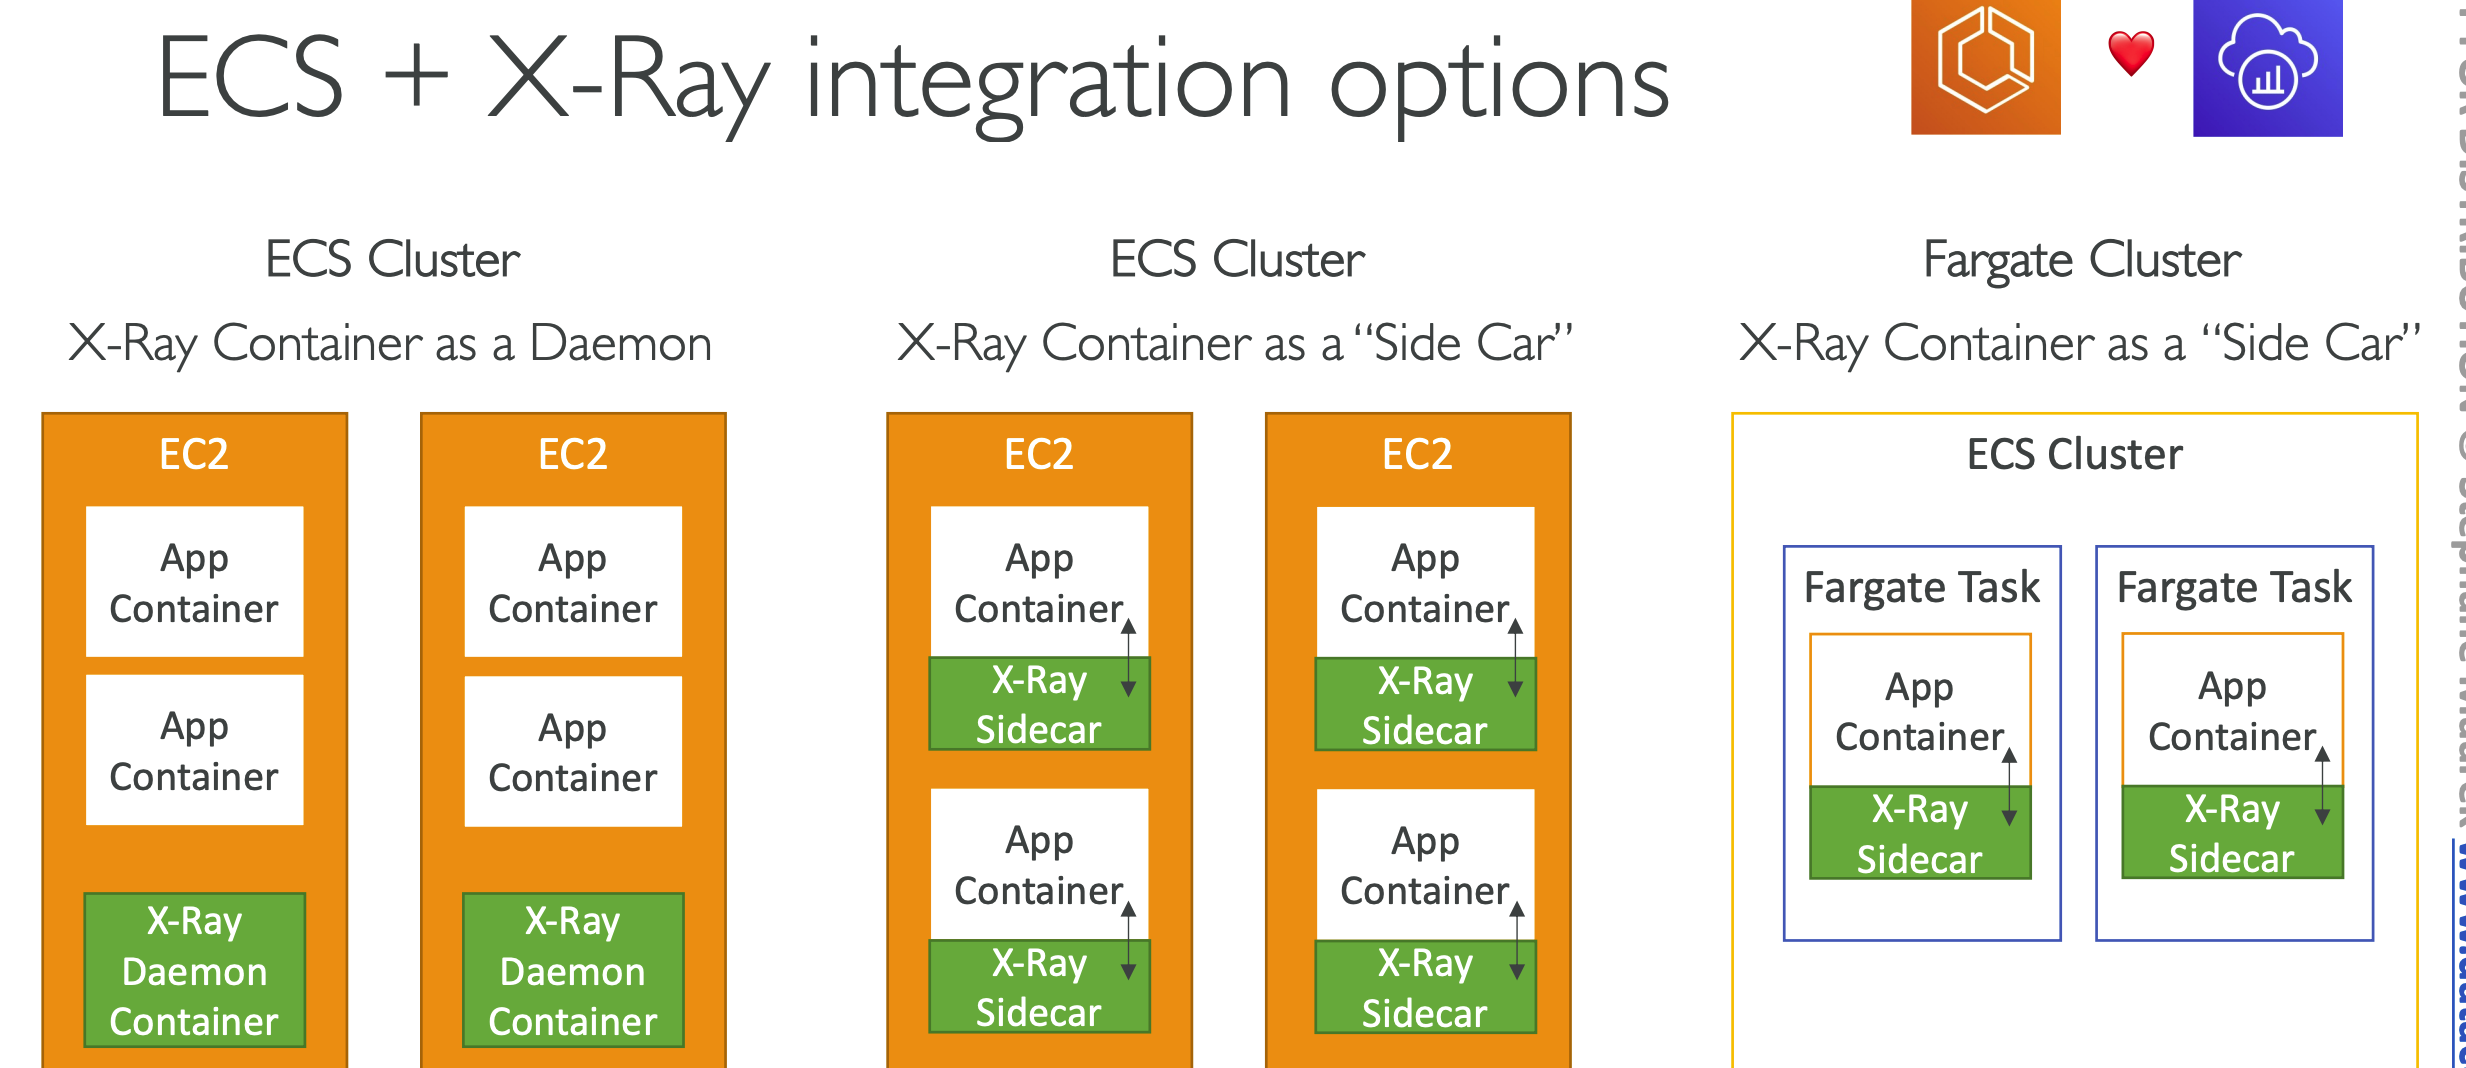 ECS + X-Ray integration options
ECS Cluster
X-Ray Container as a Daemon
EC2
App
Container
App
Container
X-Ray
Daemon
Container
EC2
App
Container
App
Container
X-Ray
Daemon
Container
ECS Cluster
X-Ray Container as a “Side Car”
EC2
App
Container
X-Ray
Sidecar
App
Container
X-Ray
Sidecar
EC2
App
Container
X-Ray
Sidecar
App
Container
X-Ray
Sidecar
Fargate Cluster
X-Ray Container as a “Side Car”
ECS Cluster
Fargate Task
App
Container
X-Ray
Sidecar
Fargate Task
App
Container
X-Ray
Sidecar